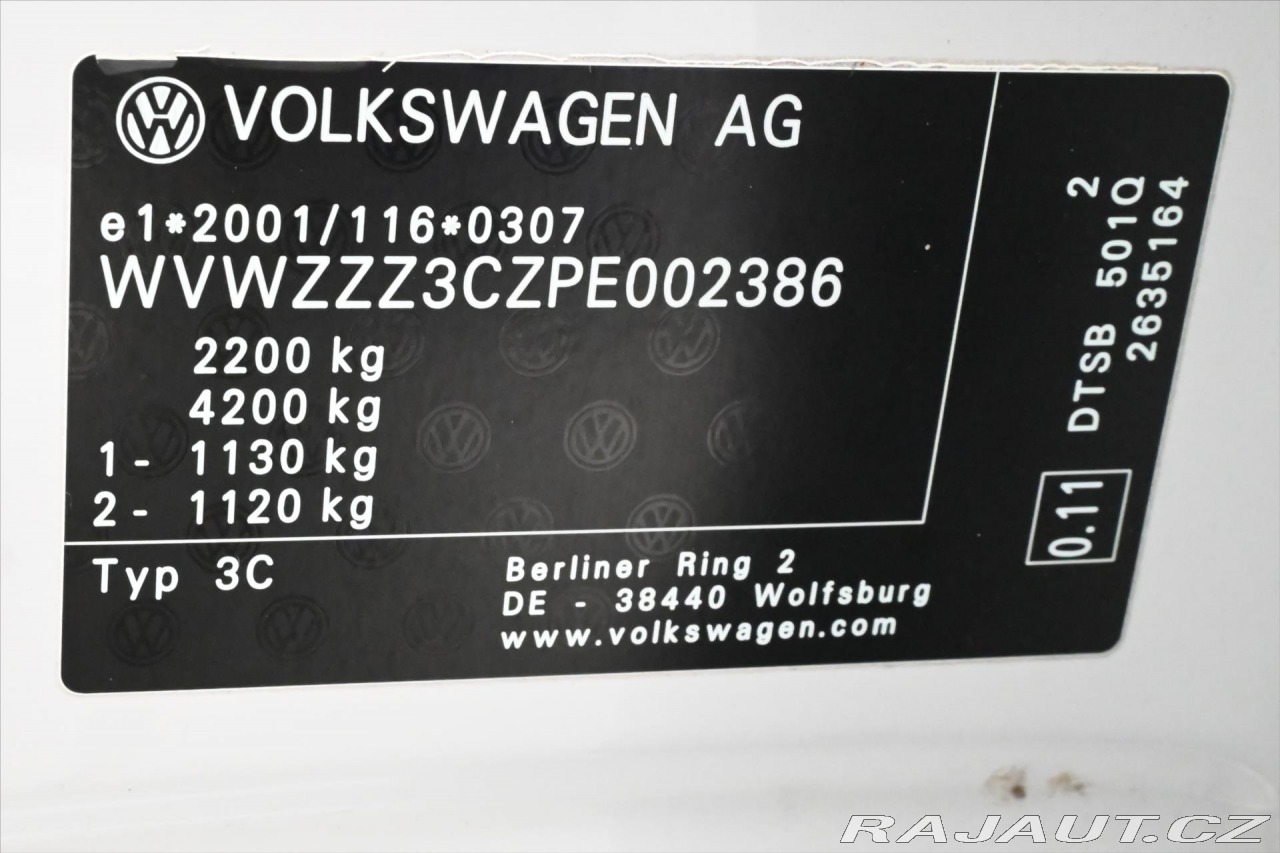 VOLKSWAGEN AG
e1*2001/116*0307
WVWZZZ3CZPE002386
2200 kg
4200 kg
1 - 1130 kg
2 - 1120 kg
Typ 3C
Berliner Ring 2
DE - 38440 Wolfsburg
www.volkswagen.com
0.11 DTSB 501Q
2
2635164
RAJAUT.CZ